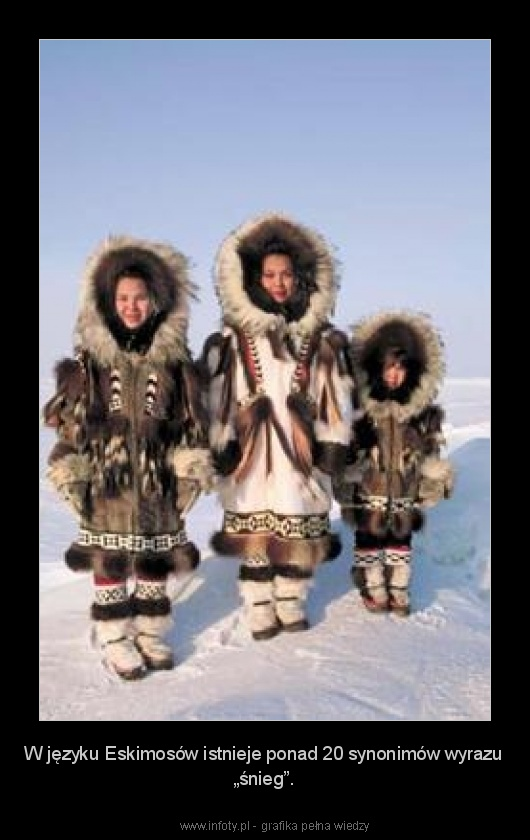 W języku Eskimosów istnieje ponad 20 synonimów wyrazu
„śnieg”.
www.infoty.pl - grafika pełna wiedzy